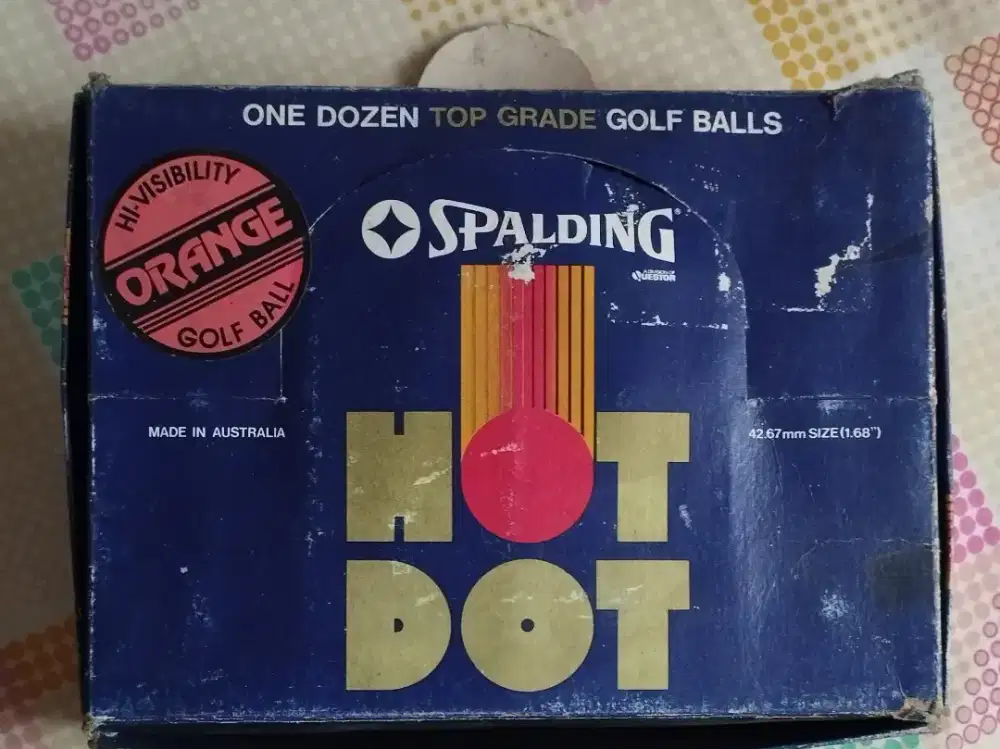 ONE DOZEN TOP GRADE GOLF BALLS
HI-VISIBILITY
ORANGE
GOLF BALL
SPALDING®
A DIVISION OF
QUESTOR
MADE IN AUSTRALIA
42.67mm SIZE (1.68")
HOT
DOT